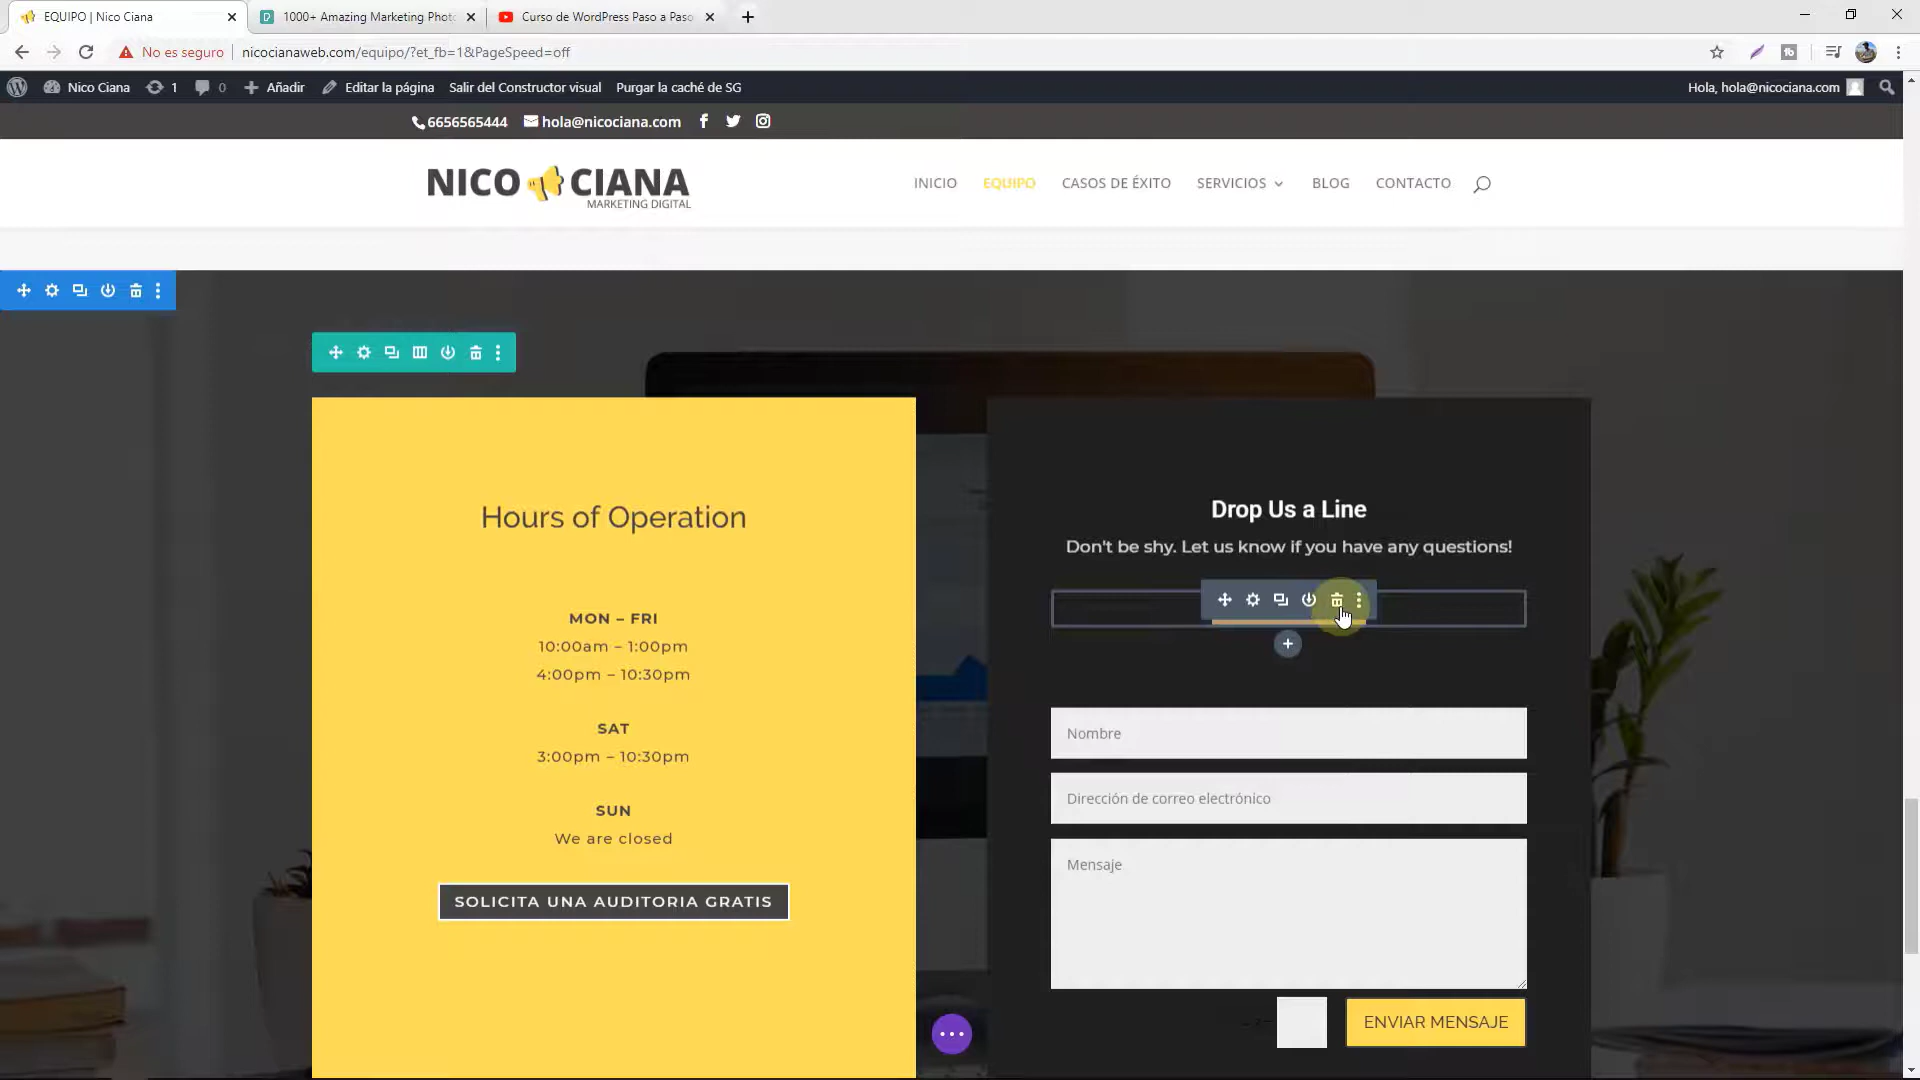 EQUIPO | Nico Ciana
1000+ Amazing Marketing Phot
Curso de WordPress Paso a Paso
No es seguro
nicocianaweb.com/equipo/?et_fb=1&PageSpeed=off
Nico Ciana
1
0
Añadir
Editar la página
Salir del Constructor visual
Purgar la caché de SG
Hola, hola@nicociana.com
6656565444
hola@nicociana.com
NICO CIANA
MARKETING DIGITAL
INICIO
EQUIPO
CASOS DE ÉXITO
SERVICIOS
BLOG
CONTACTO
Hours of Operation
MON – FRI
10:00am – 1:00pm
4:00pm – 10:30pm
SAT
3:00pm – 10:30pm
SUN
We are closed
SOLICITA UNA AUDITORIA GRATIS
Drop Us a Line
Don't be shy. Let us know if you have any questions!
Nombre
Dirección de correo electrónico
Mensaje
ENVIAR MENSAJE